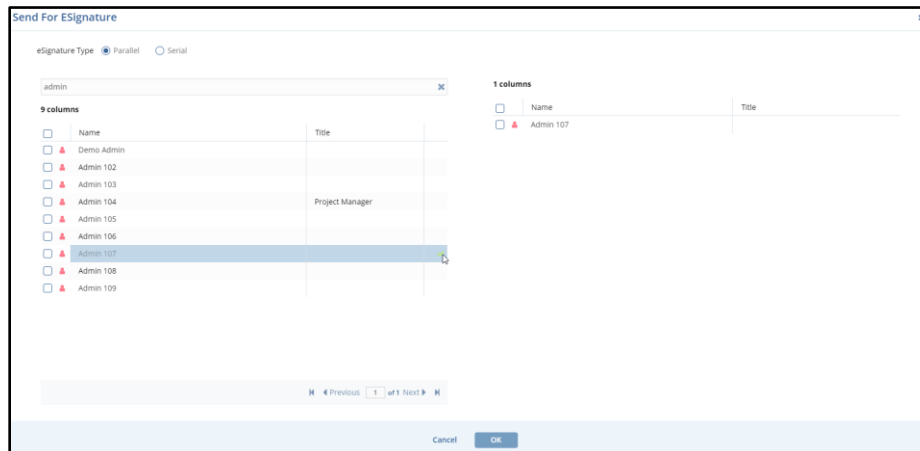 Send For ESignature
eSignature Type Parallel Serial
admin
9 columns
Name Title
Demo Admin
Admin 102
Admin 103
Admin 104 Project Manager
Admin 105
Admin 106
Admin 107
Admin 108
Admin 109
Previous 1 of 1 Next
1 columns
Name Title
Admin 107
Cancel OK